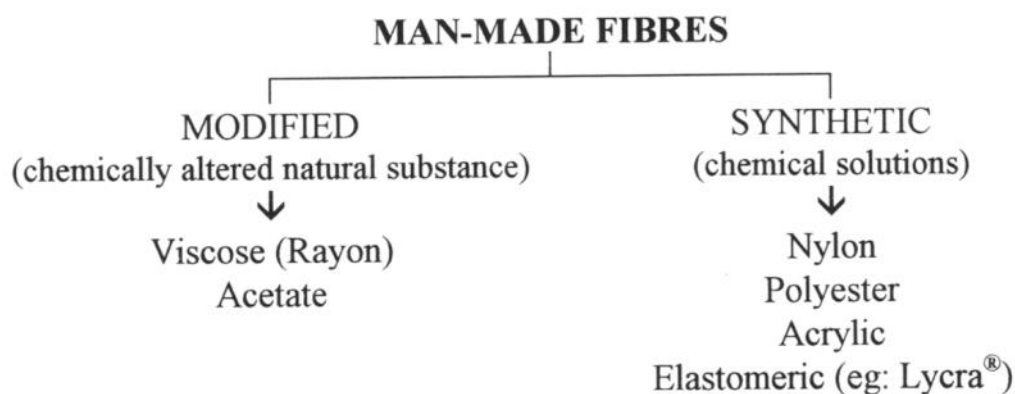 MAN-MADE FIBRES
MODIFIED
(chemically altered natural substance)
Viscose (Rayon)
Acetate
SYNTHETIC
(chemical solutions)
Nylon
Polyester
Acrylic
Elastomeric (eg: Lycra®)